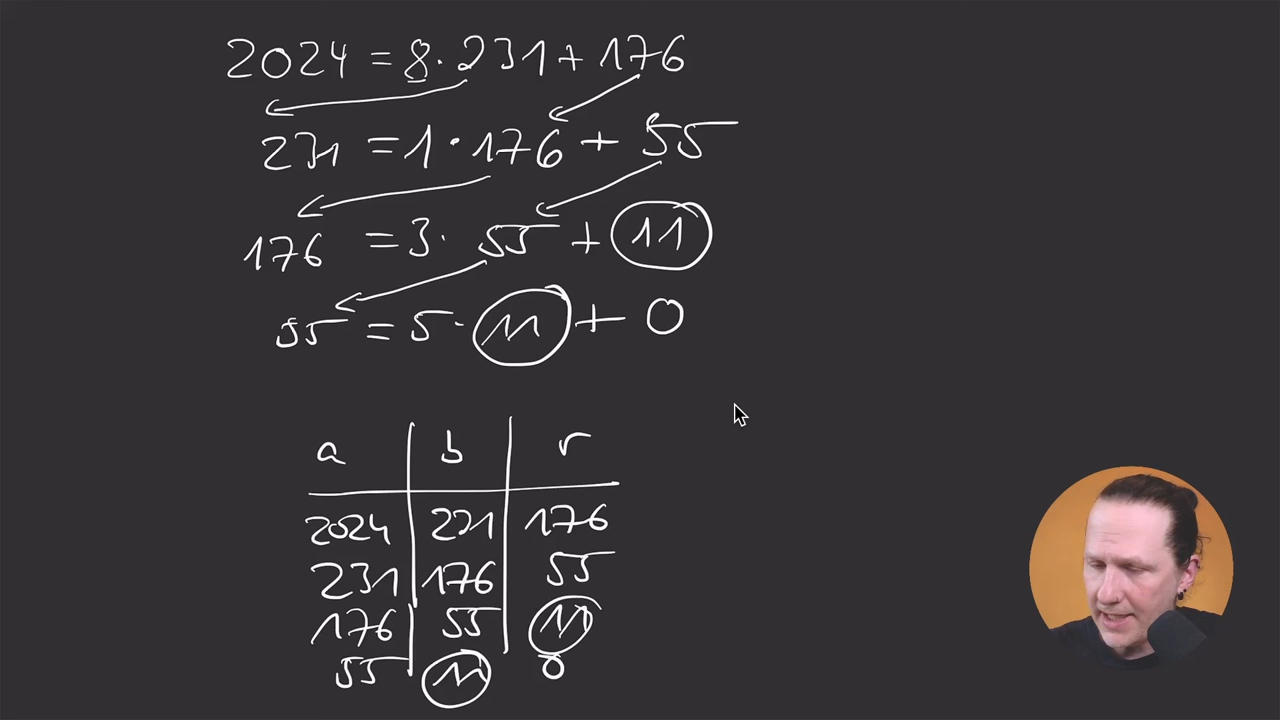 2024 = 8 · 231 + 176
231 = 1 · 176 + 55
176 = 3 · 55 + 11
55 = 5 · 11 + 0
a b r
2024 231 176
231 176 55
176 55 11
55 11 0